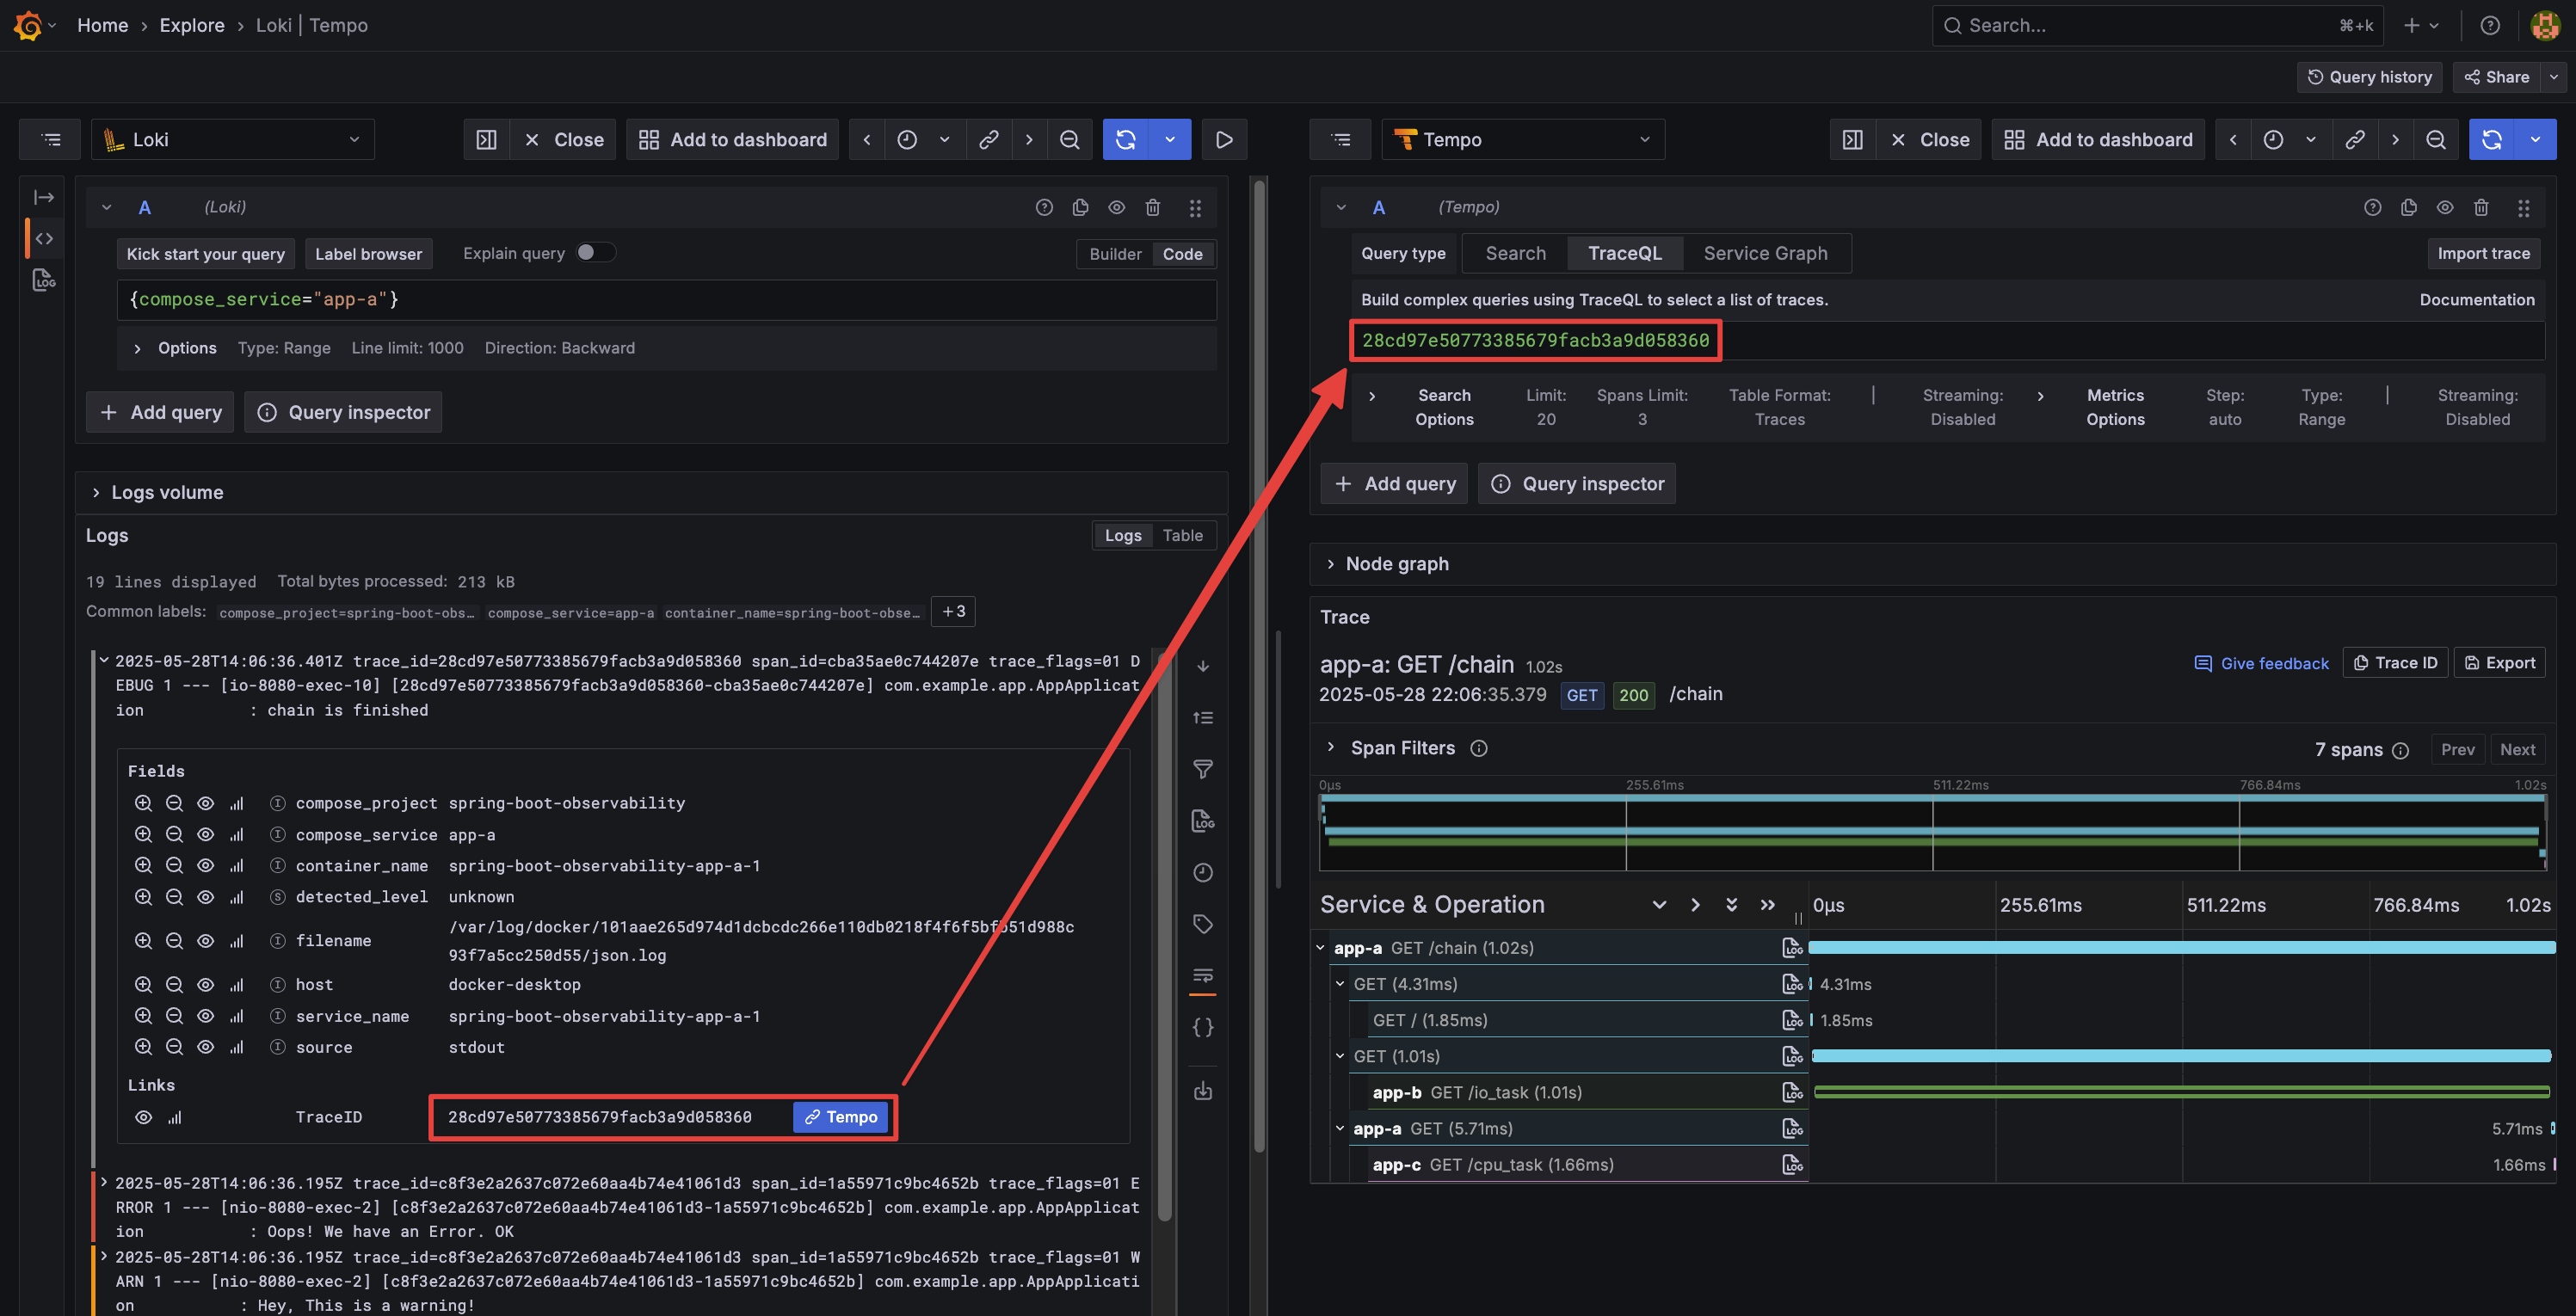 Home › Explore › Loki | Tempo
Search...
⌘+k
Query history
Share
Loki
Close
Add to dashboard
A
(Loki)
Kick start your query
Label browser
Explain query
Builder
Code
{compose_service="app-a"}
Options
Type: Range
Line limit: 1000
Direction: Backward
+ Add query
Query inspector
Logs volume
Logs
Logs
Table
19 lines displayed
Total bytes processed: 213 kB
Common labels:
compose_project=spring-boot-obs…
compose_service=app-a
container_name=spring-boot-obse…
+3
2025-05-28T14:06:36.401Z trace_id=28cd97e50773385679facb3a9d058360 span_id=cba35ae0c744207e trace_flags=01 D
EBUG 1 --- [io-8080-exec-10] [28cd97e50773385679facb3a9d058360-cba35ae0c744207e] com.example.app.AppApplicat
ion : chain is finished
Fields
compose_project spring-boot-observability
compose_service app-a
container_name spring-boot-observability-app-a-1
detected_level unknown
filename
/var/log/docker/101aae265d974d1dcbcdc266e110db0218f4f6f5bf
93f7a5cc250d55/json.log
host docker-desktop
service_name spring-boot-observability-app-a-1
source stdout
Links
TraceID
28cd97e50773385679facb3a9d058360
Tempo
2025-05-28T14:06:36.195Z trace_id=c8f3e2a2637c072e60aa4b74e41061d3 span_id=1a55971c9bc4652b trace_flags=01 E
RROR 1 --- [nio-8080-exec-2] [c8f3e2a2637c072e60aa4b74e41061d3-1a55971c9bc4652b] com.example.app.AppApplicat
ion : Oops! We have an Error. OK
2025-05-28T14:06:36.195Z trace_id=c8f3e2a2637c072e60aa4b74e41061d3 span_id=1a55971c9bc4652b trace_flags=01 W
ARN 1 --- [nio-8080-exec-2] [c8f3e2a2637c072e60aa4b74e41061d3-1a55971c9bc4652b] com.example.app.AppApplicati
on : Hey, This is a warning!
Tempo
Close
Add to dashboard
A
(Tempo)
Query type
Search
TraceQL
Service Graph
Import trace
Build complex queries using TraceQL to select a list of traces.
Documentation
28cd97e50773385679facb3a9d058360
Search Options
Limit: 20
Spans Limit: 3
Table Format: Traces
Streaming: Disabled
Metrics Options
Step: auto
Type: Range
Streaming: Disabled
+ Add query
Query inspector
Node graph
Trace
app-a: GET /chain 1.02s
Give feedback
Trace ID
Export
2025-05-28 22:06:35.379 GET 200 /chain
Span Filters
7 spans
Prev
Next
0μs 255.61ms 511.22ms 766.84ms 1.02s
Service & Operation
0μs 255.61ms 511.22ms 766.84ms 1.02s
app-a GET /chain (1.02s)
GET (4.31ms)
4.31ms
GET / (1.85ms)
1.85ms
GET (1.01s)
app-b GET /io_task (1.01s)
app-a GET (5.71ms)
5.71ms
app-c GET /cpu_task (1.66ms)
1.66ms